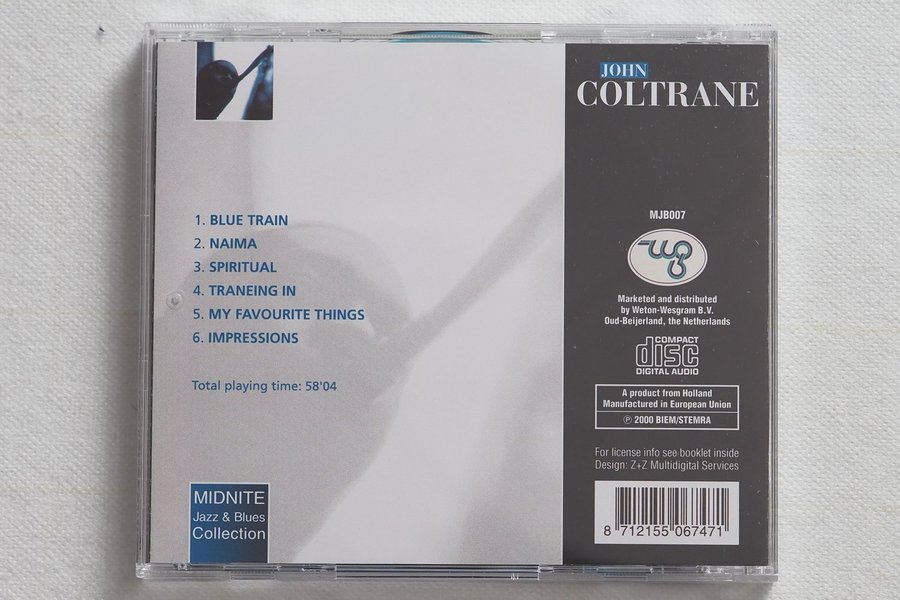 1. BLUE TRAIN
2. NAIMA
3. SPIRITUAL
4. TRANEING IN
5. MY FAVOURITE THINGS
6. IMPRESSIONS
Total playing time: 58'04
MIDNITE
Jazz & Blues
Collection
JOHN
COLTRANE
MJB007
Marketed and distributed
by Weton-Wesgram B.V.
Oud-Beijerland, the Netherlands
COMPACT
disc
DIGITAL AUDIO
A product from Holland
Manufactured in European Union
℗ 2000 BIEM/STEMRA
For license info see booklet inside
Design: Z+Z Multidigital Services
8 712155 067471